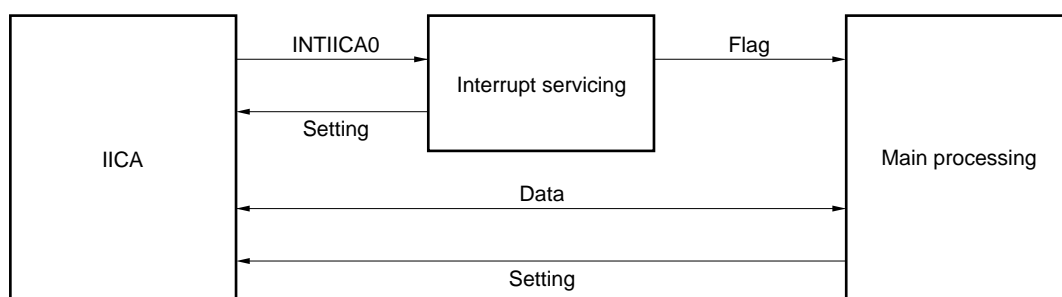 INTIICA0
Flag
Interrupt servicing
Setting
IICA
Main processing
Data
Setting